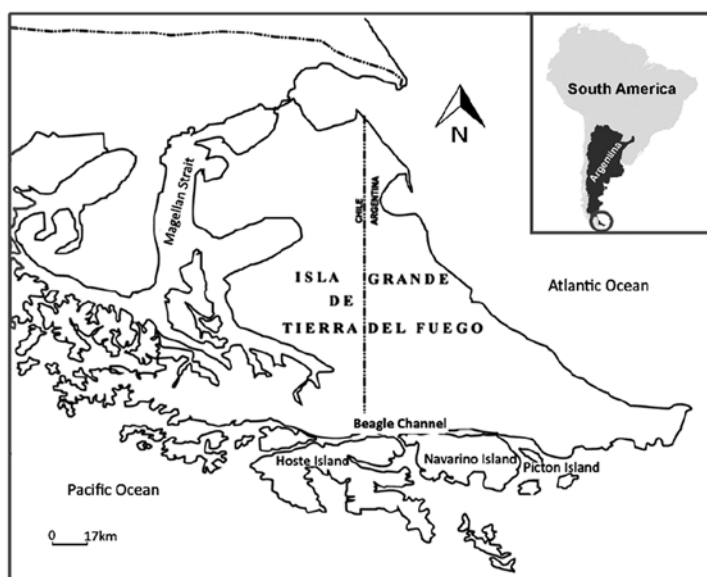 South America
Argentina
N
Magellan Strait
CHILE
ARGENTINA
ISLA GRANDE
DE
TIERRA DEL FUEGO
Atlantic Ocean
Beagle Channel
Hoste Island
Navarino Island
Picton Island
Pacific Ocean
0 17km